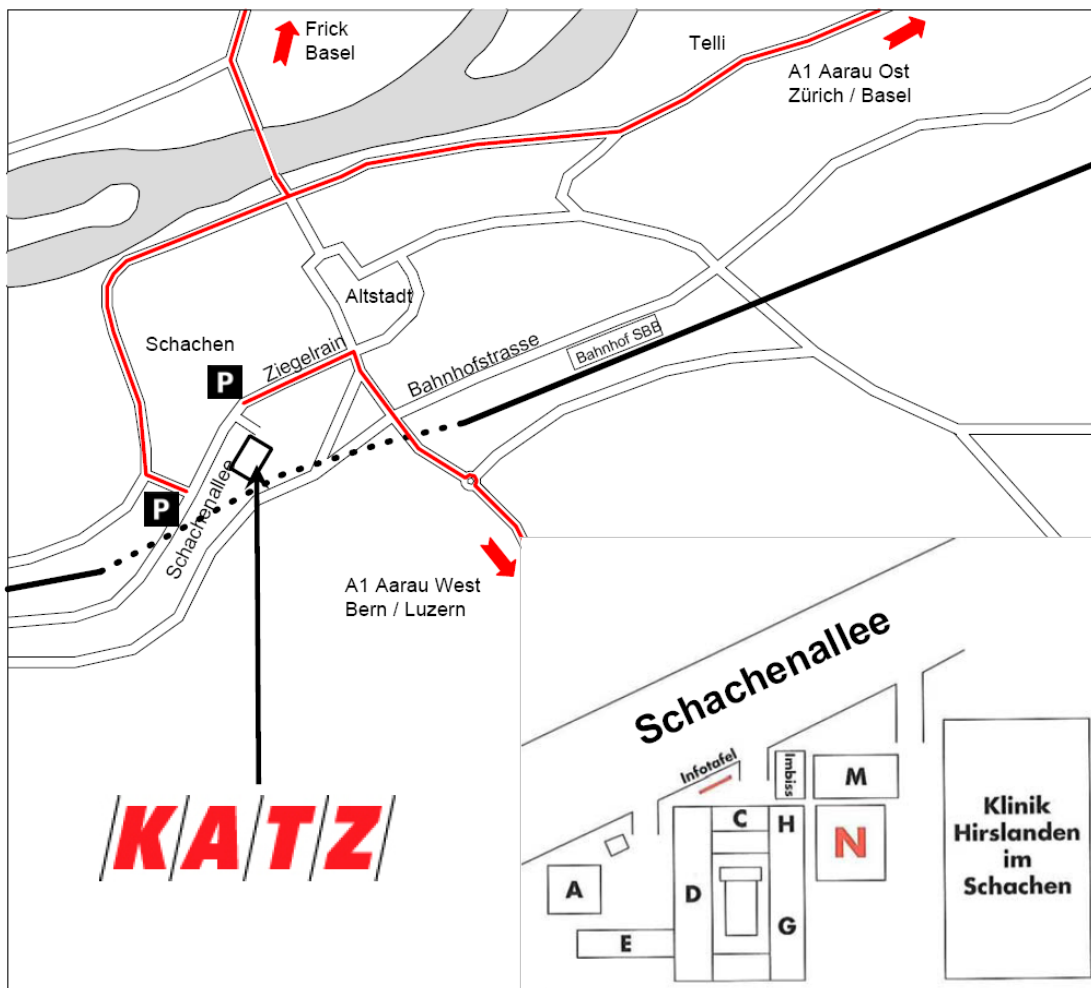 Frick
Basel
Telli
A1 Aarau Ost
Zürich / Basel
Altstadt
Schachen
Ziegelrain
Bahnhofstrasse
Bahnhof SBB
P
P
Schachenallee
A1 Aarau West
Bern / Luzern
KATZ
Schachenallee
Infotafel
Imbiss
M
C
H
N
Klinik
Hirslanden
im
Schachen
A
D
G
E